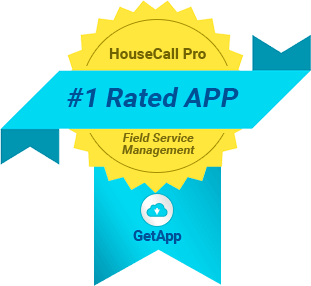 HouseCall Pro
#1 Rated APP
Field Service
Management
GetApp